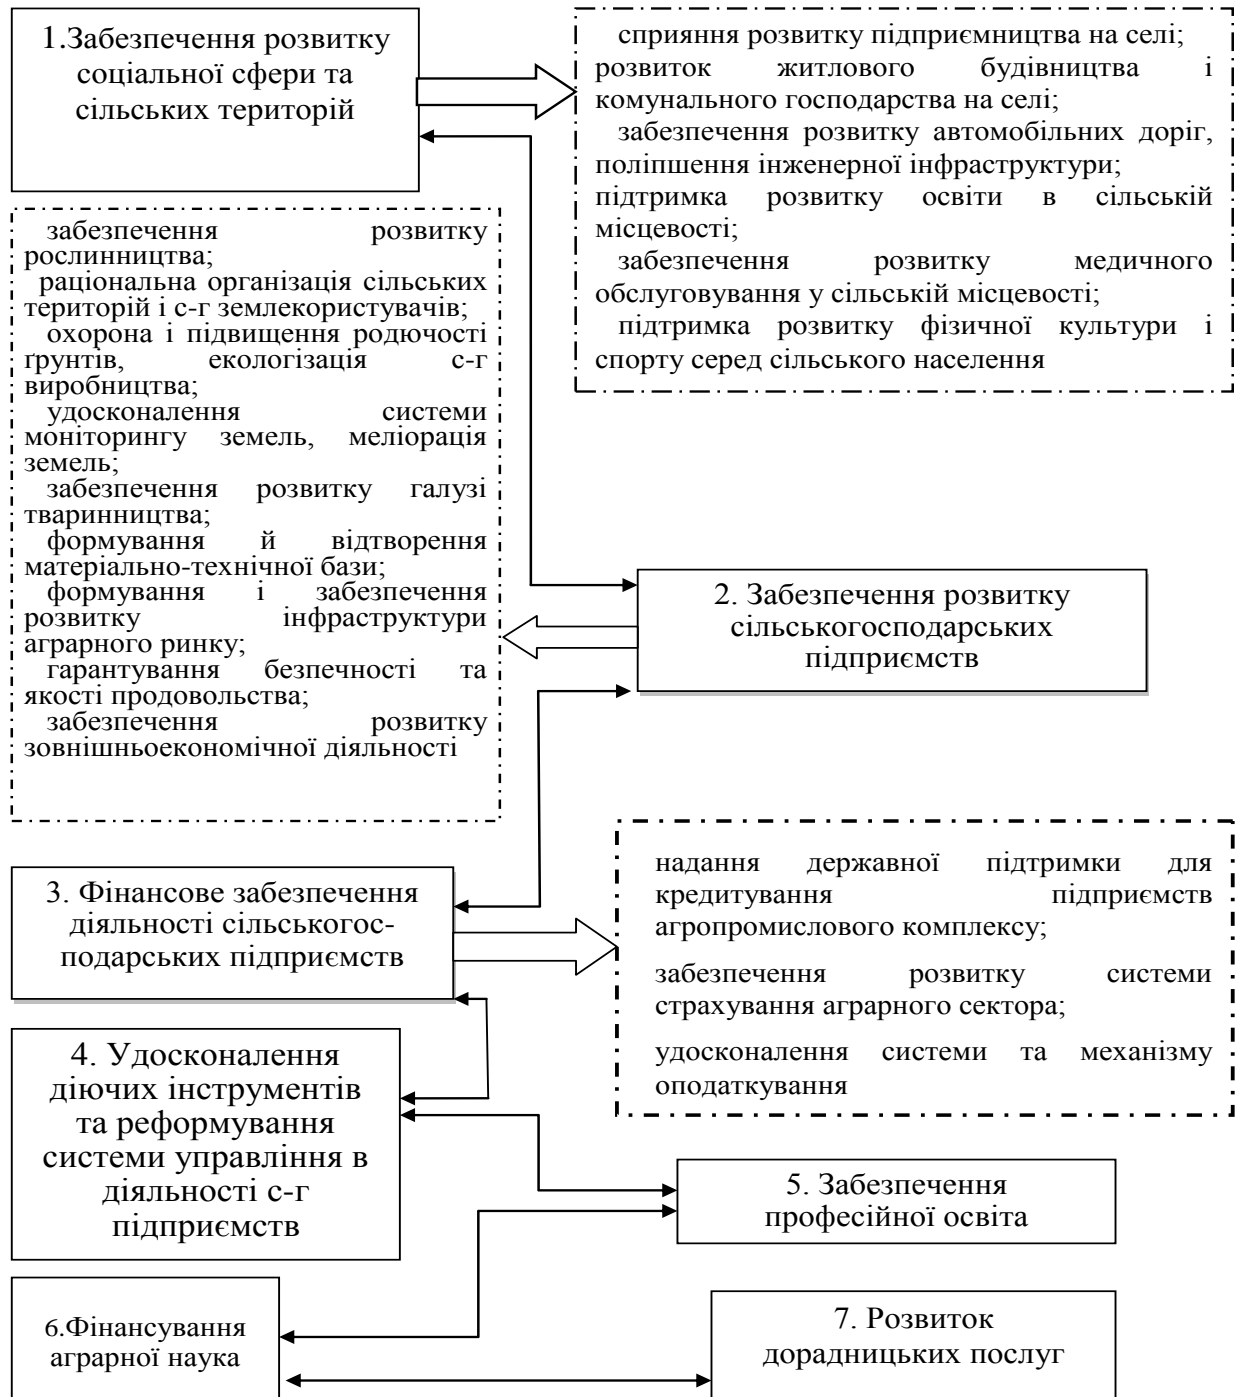 1.Забезпечення розвитку
соціальної сфери та
сільських територій
сприяння розвитку підприємництва на селі;
розвиток житлового будівництва і
комунального господарства на селі;
забезпечення розвитку автомобільних доріг,
поліпшення інженерної інфраструктури;
підтримка розвитку освіти в сільській
місцевості;
забезпечення розвитку медичного
обслуговування у сільській місцевості;
підтримка розвитку фізичної культури і
спорту серед сільського населення
забезпечення розвитку
рослинництва;
раціональна організація сільських
територій і с-г землекористувачів;
охорона і підвищення родючості
ґрунтів, екологізація с-г
виробництва;
удосконалення системи
моніторингу земель, меліорація
земель;
забезпечення розвитку галузі
тваринництва;
формування й відтворення
матеріально-технічної бази;
формування і забезпечення
розвитку інфраструктури
аграрного ринку;
гарантування безпечності та
якості продовольства;
забезпечення розвитку
зовнішньоекономічної діяльності
2. Забезпечення розвитку
сільськогосподарських
підприємств
3. Фінансове забезпечення
діяльності сільськогос-
подарських підприємств
надання державної підтримки для
кредитування підприємств
агропромислового комплексу;
забезпечення розвитку системи
страхування аграрного сектора;
удосконалення системи та механізму
оподаткування
4. Удосконалення
діючих інструментів
та реформування
системи управління в
діяльності с-г
підприємств
5. Забезпечення
професійної освіта
6.Фінансування
аграрної наука
7. Розвиток
дорадницьких послуг